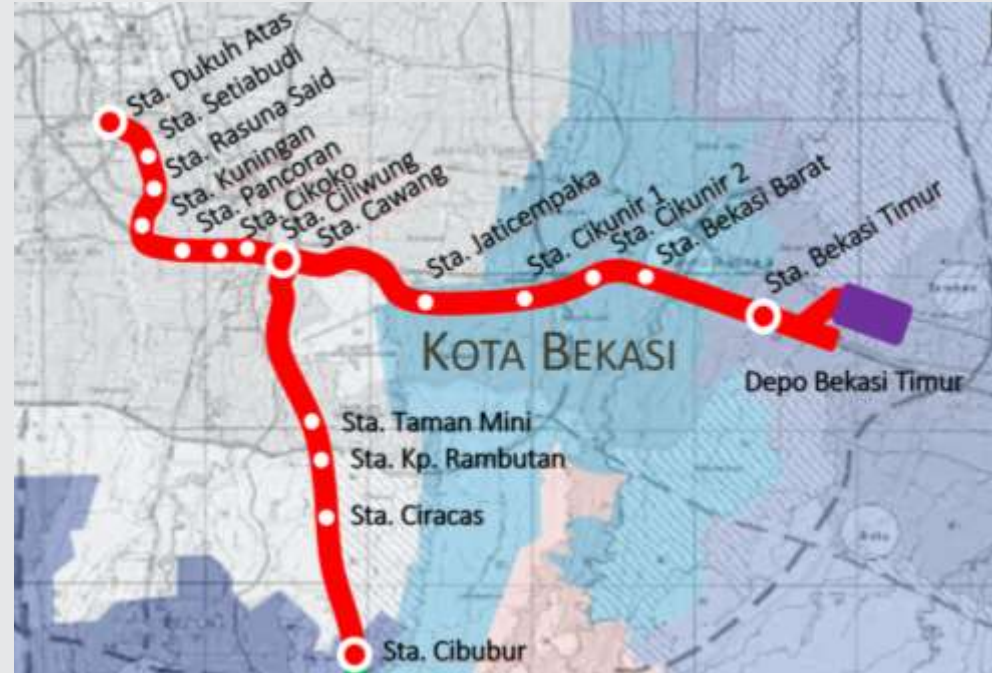 Sta. Dukuh Atas
Sta. Setiabudi
Sta. Rasuna Said
Sta. Kuningan
Sta. Pancoran
Sta. Cikoko
Sta. Ciliwung
Sta. Cawang
Sta. Jaticempaka
Sta. Cikunir 1
Sta. Cikunir 2
Sta. Bekasi Barat
Sta. Bekasi Timur
KOTA BEKASI
Depo Bekasi Timur
Sta. Taman Mini
Sta. Kp. Rambutan
Sta. Ciracas
Sta. Cibubur